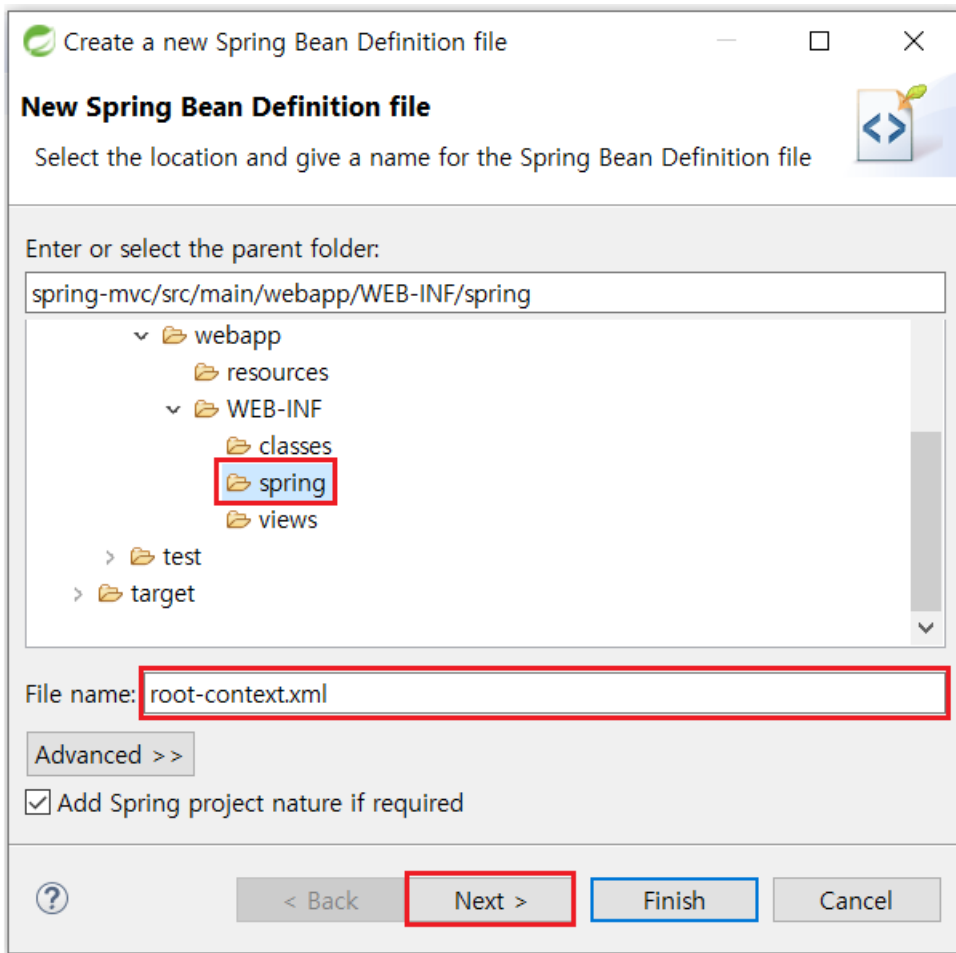 Create a new Spring Bean Definition file
New Spring Bean Definition file
Select the location and give a name for the Spring Bean Definition file
Enter or select the parent folder:
spring-mvc/src/main/webapp/WEB-INF/spring
webapp
resources
WEB-INF
classes
spring
views
test
target
File name: root-context.xml
Advanced >>
Add Spring project nature if required
< Back Next > Finish Cancel